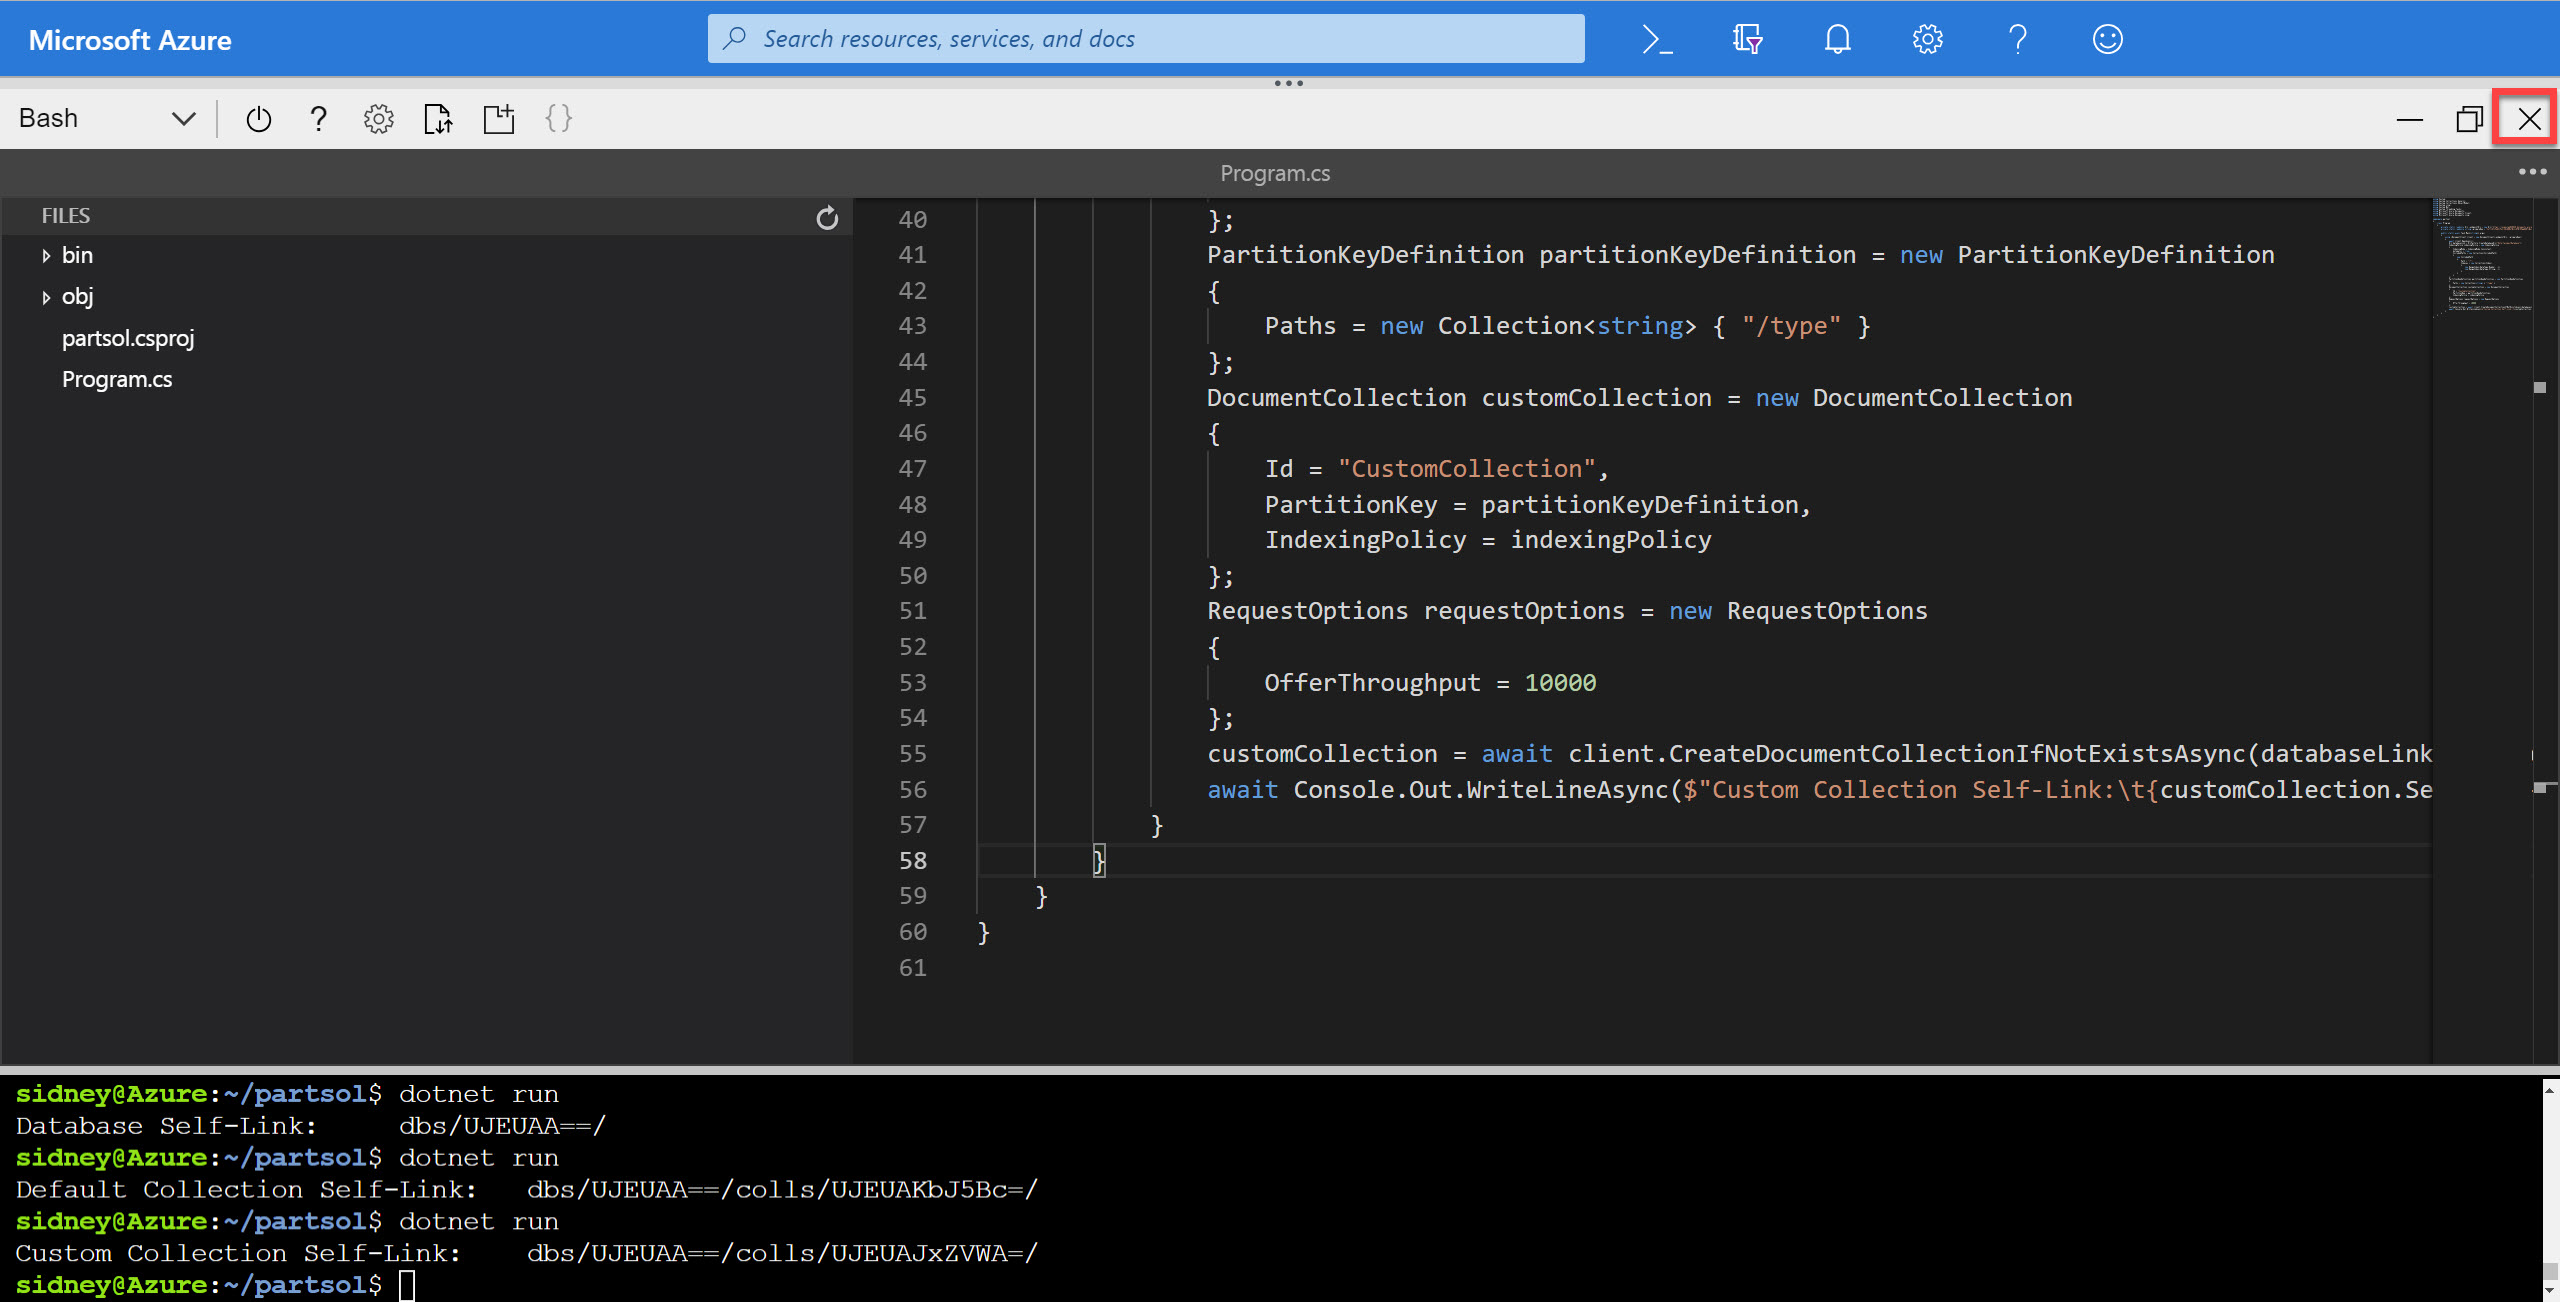 Microsoft Azure
Search resources, services, and docs
Bash
Program.cs
FILES
bin
obj
partsol.csproj
Program.cs
40 };
41 PartitionKeyDefinition partitionKeyDefinition = new PartitionKeyDefinition
42 {
43 Paths = new Collection<string> { "/type" }
44 };
45 DocumentCollection customCollection = new DocumentCollection
46 {
47 Id = "CustomCollection",
48 PartitionKey = partitionKeyDefinition,
49 IndexingPolicy = indexingPolicy
50 };
51 RequestOptions requestOptions = new RequestOptions
52 {
53 OfferThroughput = 10000
54 };
55 customCollection = await client.CreateDocumentCollectionIfNotExistsAsync(databaseLink
56 await Console.Out.WriteLineAsync($"Custom Collection Self-Link:\t{customCollection.Se
57 }
58 }
59 }
60 }
61
sidney@Azure:~/partsol$ dotnet run
Database Self-Link: dbs/UJEUAA==/
sidney@Azure:~/partsol$ dotnet run
Default Collection Self-Link: dbs/UJEUAA==/colls/UJEUAKbJ5Bc=/
sidney@Azure:~/partsol$ dotnet run
Custom Collection Self-Link: dbs/UJEUAA==/colls/UJEUAJxZVWA=/
sidney@Azure:~/partsol$